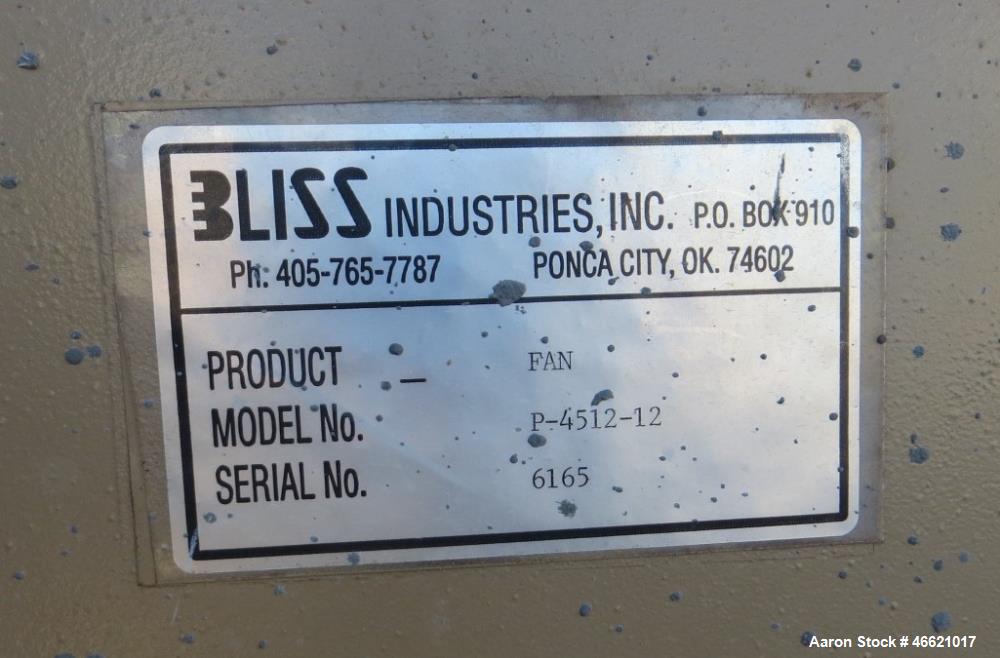 BLISS INDUSTRIES, INC. P.O. BOX 910
Ph: 405-765-7787 PONCA CITY, OK. 74602
PRODUCT — FAN
MODEL No. P-4512-12
SERIAL No. 6165
Aaron Stock # 46621017